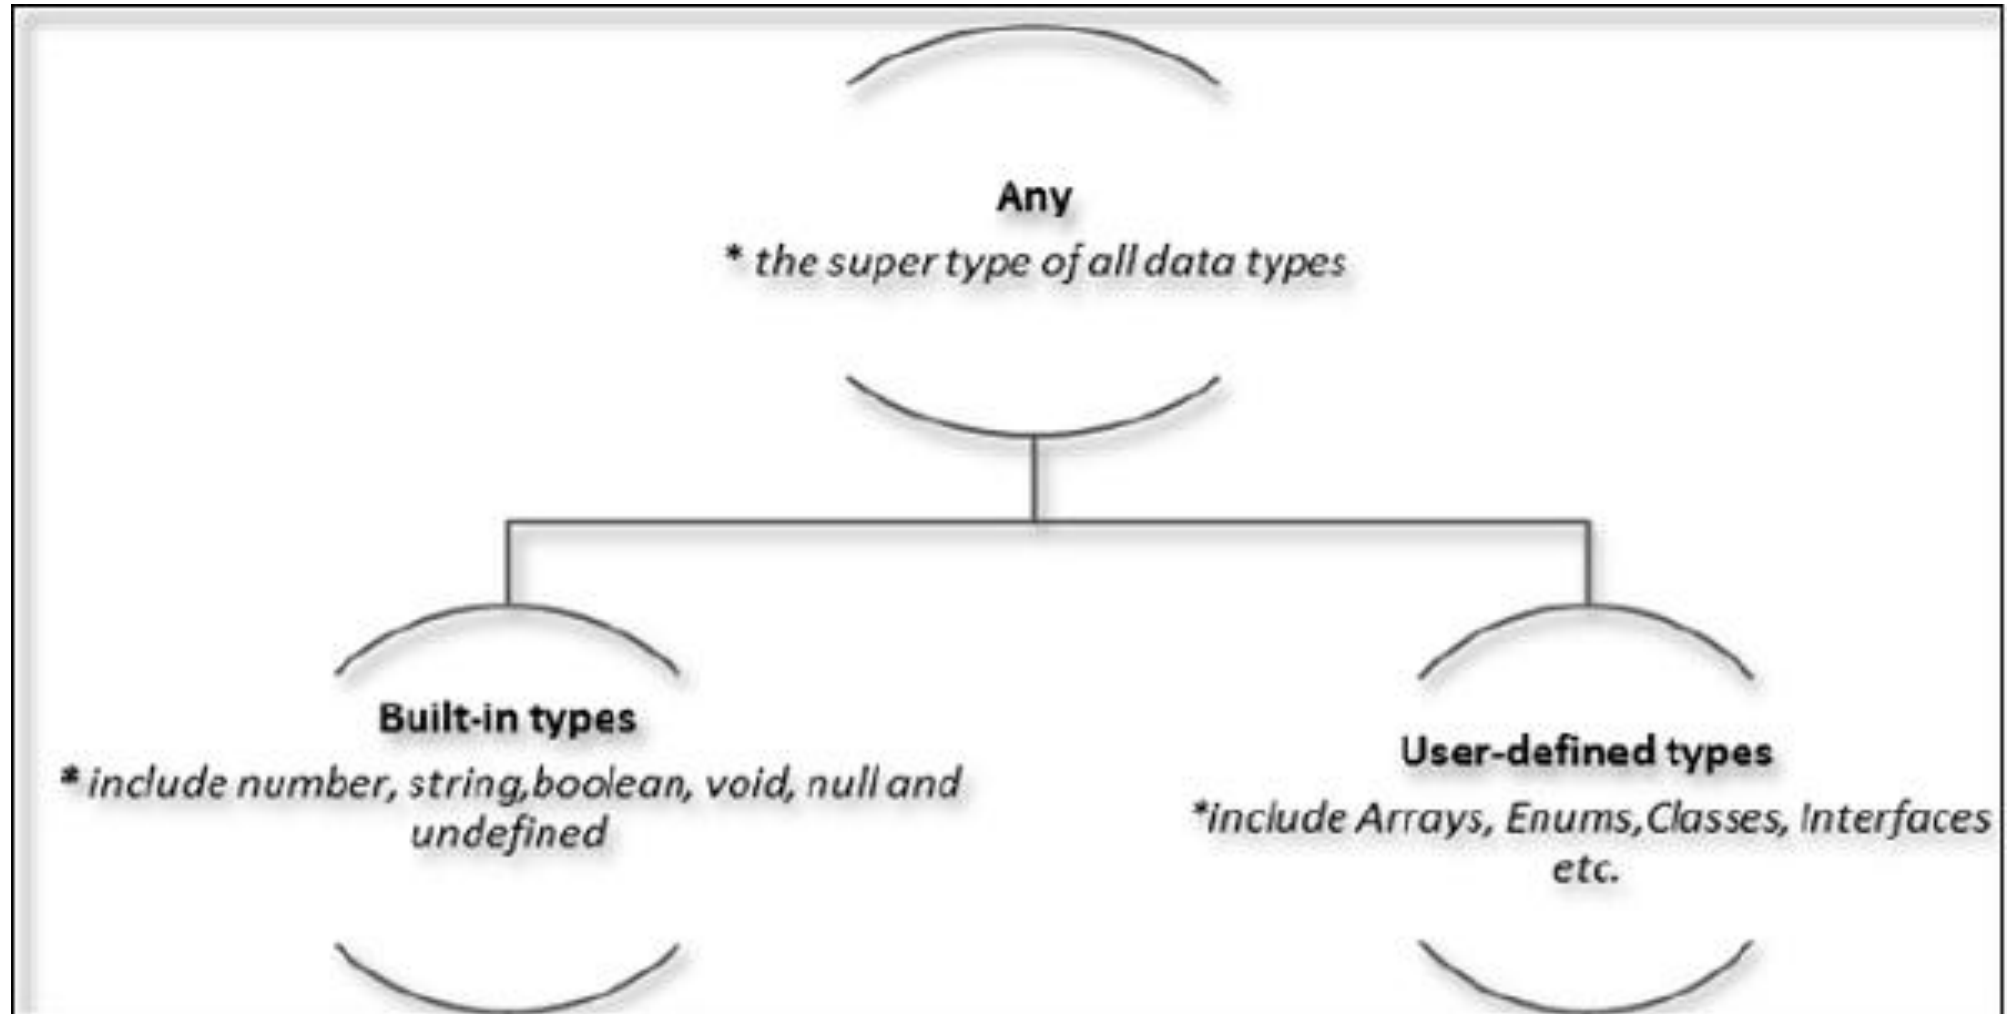 Any
* the super type of all data types
Built-in types
* include number, string,boolean, void, null and
undefined
User-defined types
*include Arrays, Enums,Classes, Interfaces
etc.